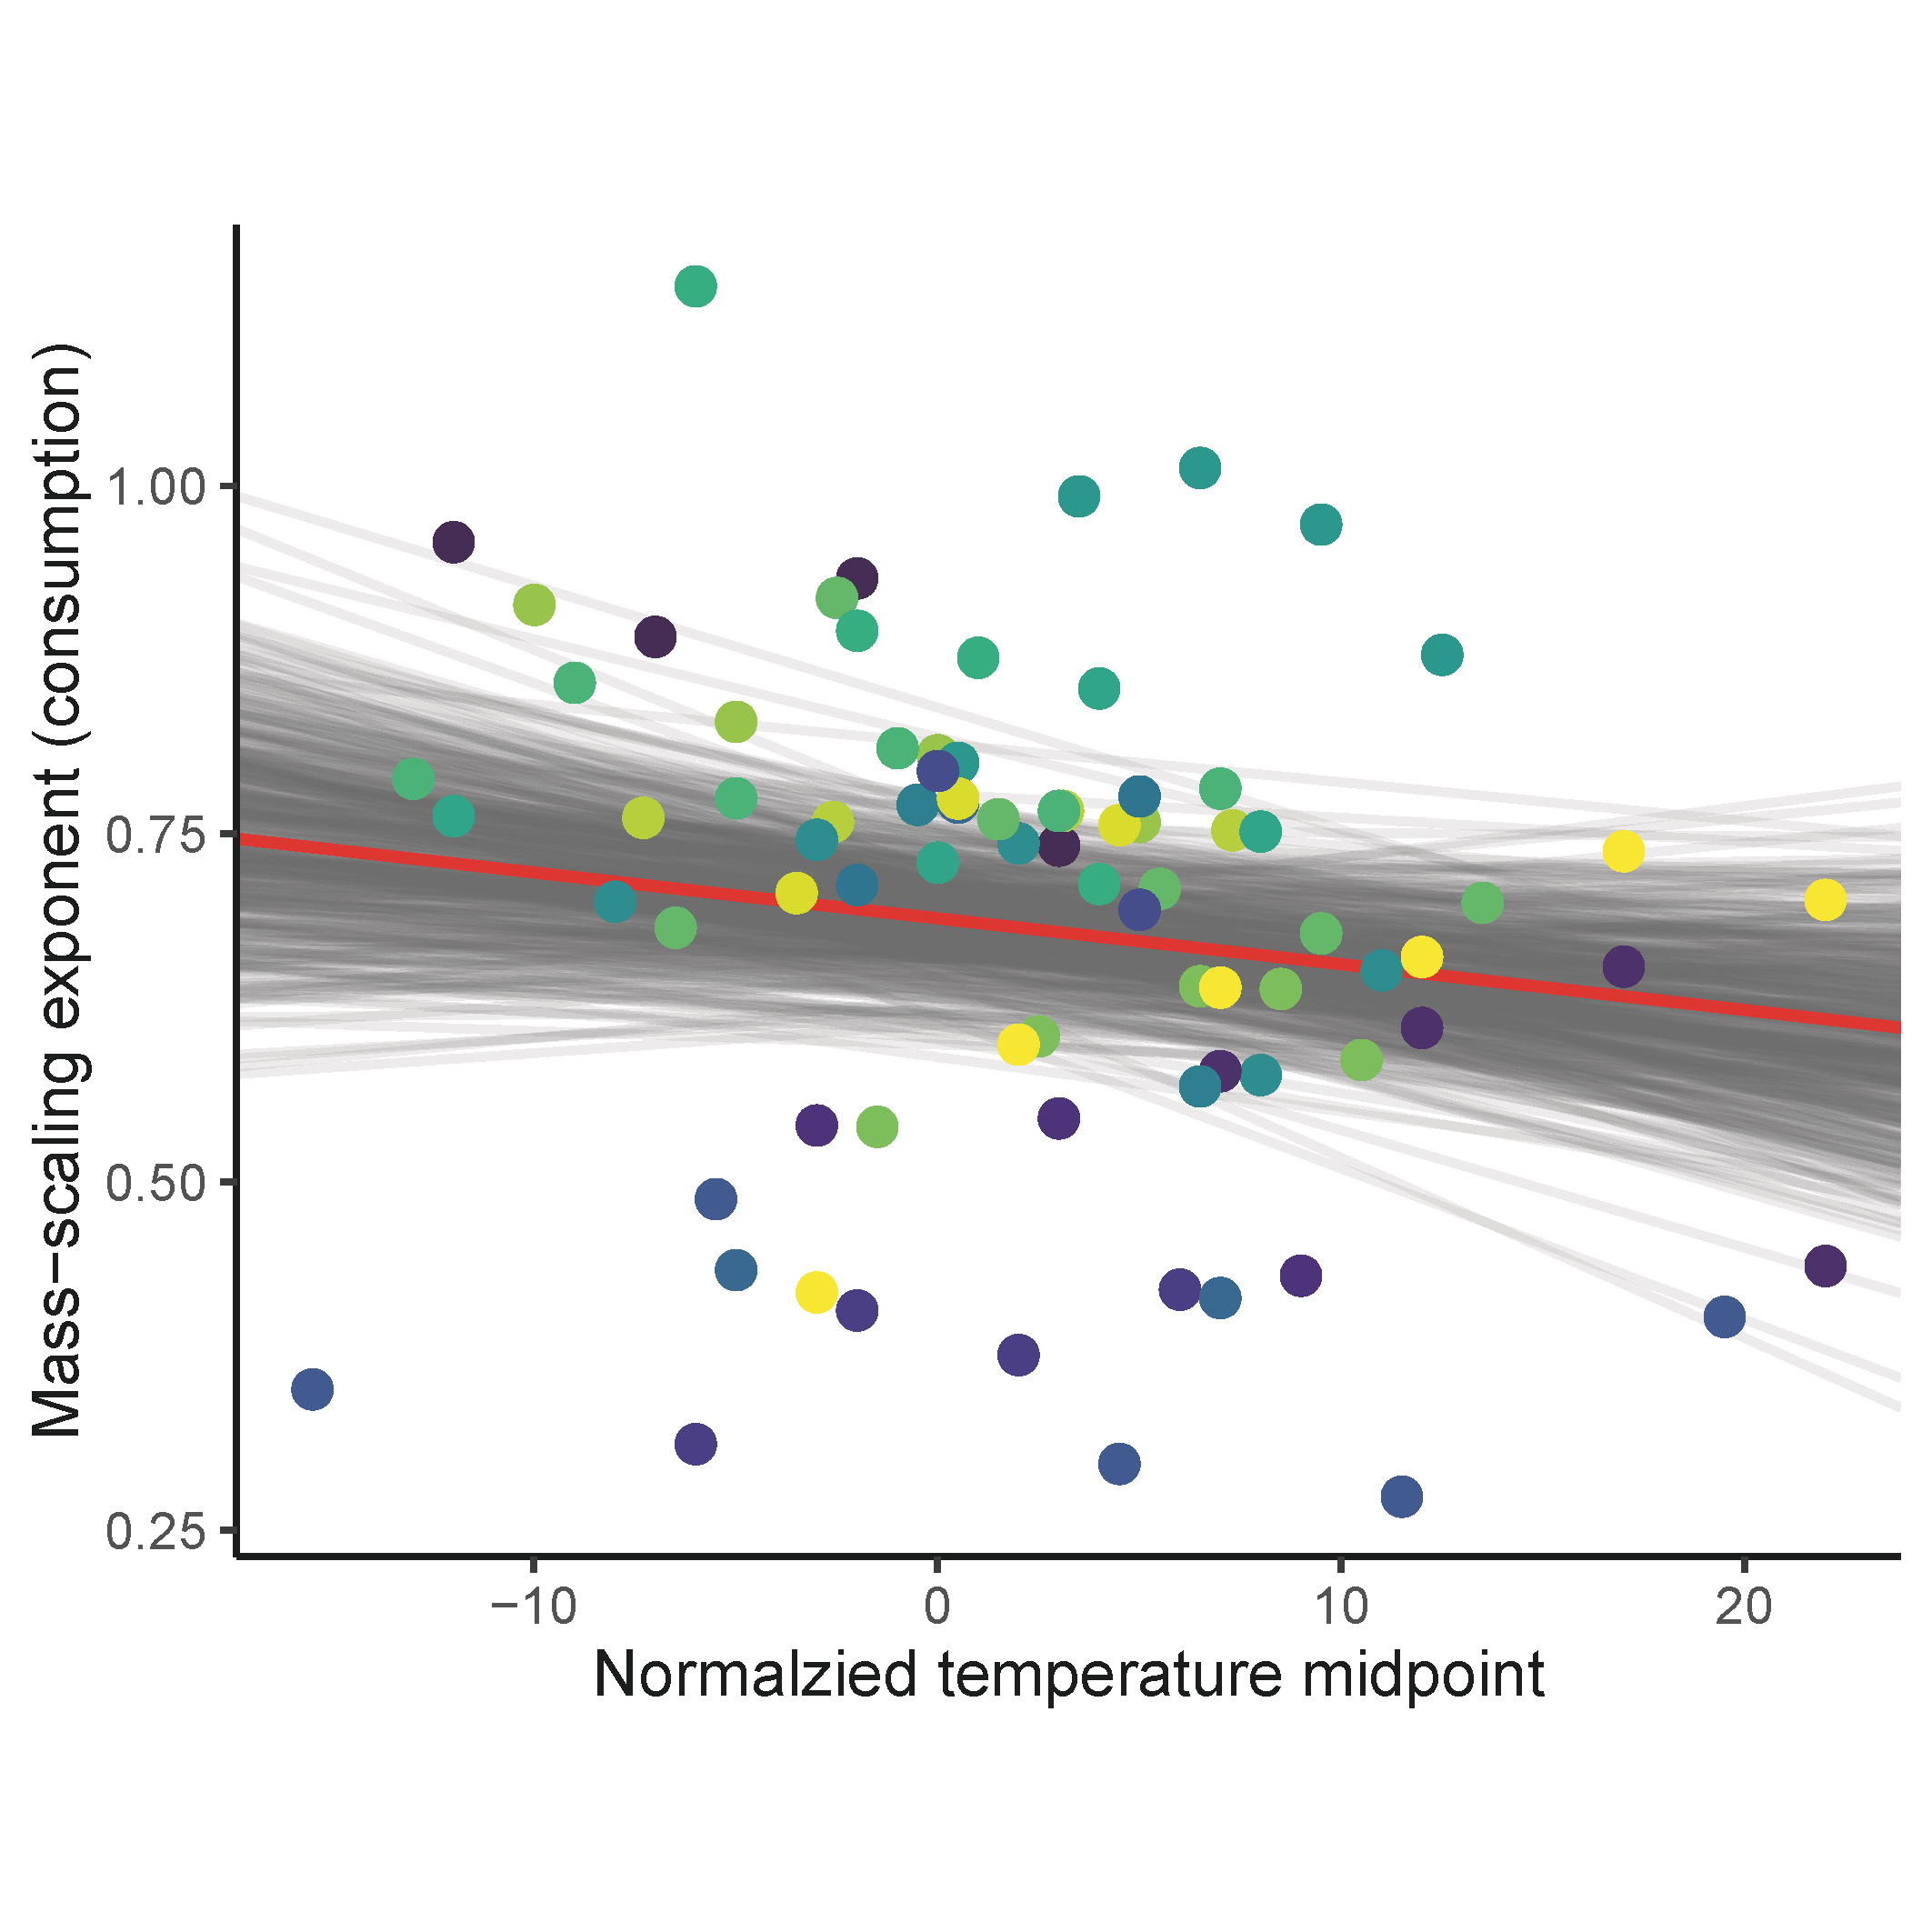 Mass−scaling exponent (consumption)
1.00
0.75
0.50
0.25
−10 0 10 20
Normalzied temperature midpoint